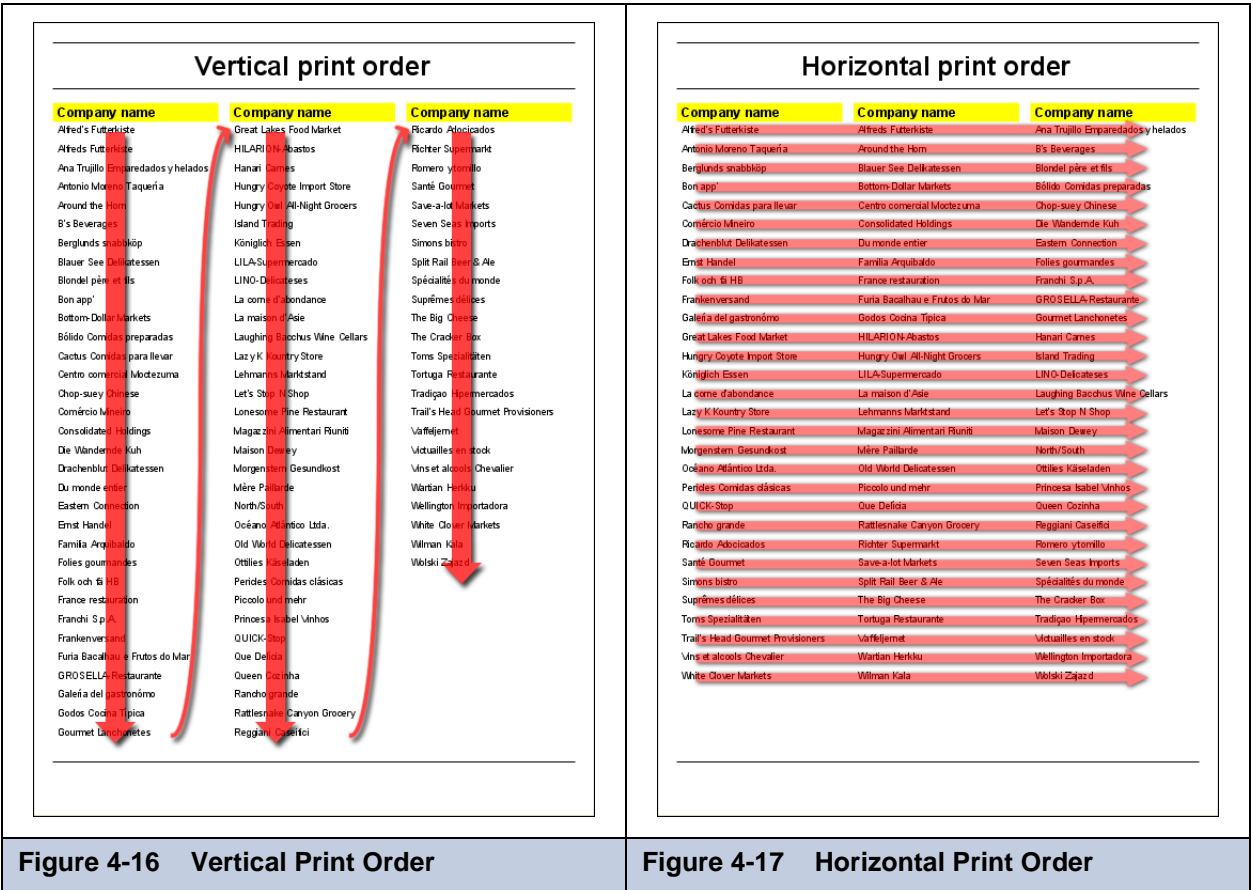 Vertical print order
Company name
Alfred's Futterkiste
Alfreds Futterkiste
Ana Trujillo Emparedados y helados
Antonio Moreno Taquería
Around the Horn
B's Beverages
Berglunds snabbköp
Blauer See Delikatessen
Blondel père et fils
Bon app'
Bottom-Dollar Markets
Bólido Comidas preparadas
Cactus Comidas para llevar
Centro comercial Moctezuma
Chop-suey Chinese
Comércio Mineiro
Consolidated Holdings
Die Wandernde Kuh
Drachenblut Delikatessen
Du monde entier
Eastern Connection
Ernst Handel
Familia Arquibaldo
Folies gourmandes
Folk och fä HB
France restauration
Franchi S.p.A.
Frankenversand
Furia Bacalhau e Frutos do Mar
GROSELLA-Restaurante
Galería del gastronómo
Godos Cocina Típica
Gourmet Lanchonetes
Company name
Great Lakes Food Market
HILARION-Abastos
Hanari Carnes
Hungry Coyote Import Store
Hungry Owl All-Night Grocers
Island Trading
Königlich Essen
LILA-Supermercado
LINO-Delicateses
La corne d'abondance
La maison d'Asie
Laughing Bacchus Wine Cellars
Lazy K Kountry Store
Lehmanns Marktstand
Let's Stop N Shop
Lonesome Pine Restaurant
Magazzini Alimentari Riuniti
Maison Dewey
Morgenstern Gesundkost
Mère Paillarde
North/South
Océano Atlántico Ltda.
Old World Delicatessen
Ottilies Käseladen
Pericles Comidas clásicas
Piccolo und mehr
Princesa Isabel Vinhos
QUICK-Stop
Que Delícia
Queen Cozinha
Rancho grande
Rattlesnake Canyon Grocery
Reggiani Caseifici
Company name
Ricardo Adocicados
Richter Supermarkt
Romero y tomillo
Santé Gourmet
Save-a-lot Markets
Seven Seas Imports
Simons bistro
Split Rail Beer & Ale
Spécialités du monde
Suprêmes délices
The Big Cheese
The Cracker Box
Toms Spezialitäten
Tortuga Restaurante
Tradiçao Hipermercados
Trail's Head Gourmet Provisioners
Vaffeljernet
Victuailles en stock
Vins et alcools Chevalier
Wartian Herkku
Wellington Importadora
White Clover Markets
Wilman Kala
Wolski Zajazd
Figure 4-16 Vertical Print Order
Horizontal print order
Company name Company name Company name
Alfred's Futterkiste Alfreds Futterkiste Ana Trujillo Emparedados y helados
Antonio Moreno Taquería Around the Horn B's Beverages
Berglunds snabbköp Blauer See Delikatessen Blondel père et fils
Bon app' Bottom-Dollar Markets Bólido Comidas preparadas
Cactus Comidas para llevar Centro comercial Moctezuma Chop-suey Chinese
Comércio Mineiro Consolidated Holdings Die Wandernde Kuh
Drachenblut Delikatessen Du monde entier Eastern Connection
Ernst Handel Familia Arquibaldo Folies gourmandes
Folk och fä HB France restauration Franchi S.p.A.
Frankenversand Furia Bacalhau e Frutos do Mar GROSELLA-Restaurante
Galería del gastronómo Godos Cocina Típica Gourmet Lanchonetes
Great Lakes Food Market HILARION-Abastos Hanari Carnes
Hungry Coyote Import Store Hungry Owl All-Night Grocers Island Trading
Königlich Essen LILA-Supermercado LINO-Delicateses
La corne d'abondance La maison d'Asie Laughing Bacchus Wine Cellars
Lazy K Kountry Store Lehmanns Marktstand Let's Stop N Shop
Lonesome Pine Restaurant Magazzini Alimentari Riuniti Maison Dewey
Morgenstern Gesundkost Mère Paillarde North/South
Océano Atlántico Ltda. Old World Delicatessen Ottilies Käseladen
Pericles Comidas clásicas Piccolo und mehr Princesa Isabel Vinhos
QUICK-Stop Que Delícia Queen Cozinha
Rancho grande Rattlesnake Canyon Grocery Reggiani Caseifici
Ricardo Adocicados Richter Supermarkt Romero y tomillo
Santé Gourmet Save-a-lot Markets Seven Seas Imports
Simons bistro Split Rail Beer & Ale Spécialités du monde
Suprêmes délices The Big Cheese The Cracker Box
Toms Spezialitäten Tortuga Restaurante Tradiçao Hipermercados
Trail's Head Gourmet Provisioners Vaffeljernet Victuailles en stock
Vins et alcools Chevalier Wartian Herkku Wellington Importadora
White Clover Markets Wilman Kala Wolski Zajazd
Figure 4-17 Horizontal Print Order